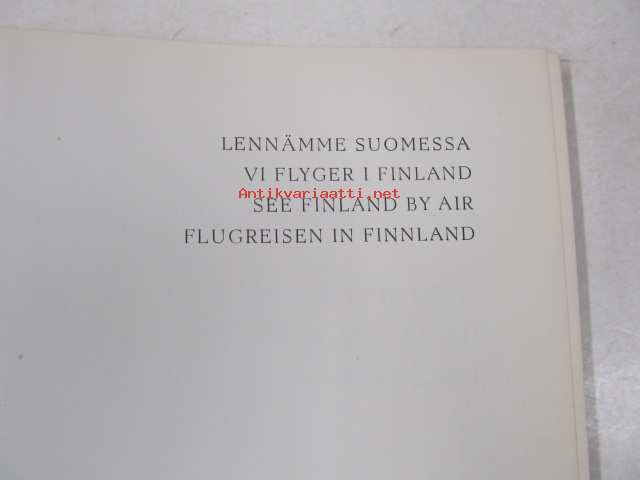 LENNÄMME SUOMESSA
VI FLYGER I FINLAND
Antikvariaatti.net
SEE FINLAND BY AIR
FLUGREISEN IN FINNLAND